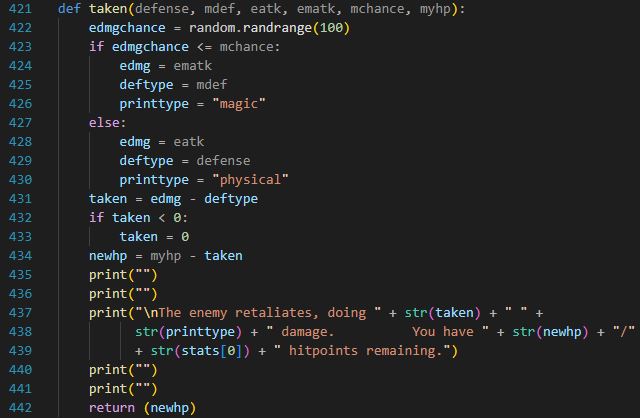 421 def taken(defense, mdef, eatk, ematk, mchance, myhp):
422     edmgchance = random.randrange(100)
423     if edmgchance <= mchance:
424         edmg = ematk
425         deftype = mdef
426         printtype = "magic"
427     else:
428         edmg = eatk
429         deftype = defense
430         printtype = "physical"
431     taken = edmg - deftype
432     if taken < 0:
433         taken = 0
434     newhp = myhp - taken
435     print("")
436     print("")
437     print("\nThe enemy retaliates, doing " + str(taken) + " " +
438           str(printtype) + " damage.          You have " + str(newhp) + "/"
439           + str(stats[0]) + " hitpoints remaining.")
440     print("")
441     print("")
442     return (newhp)